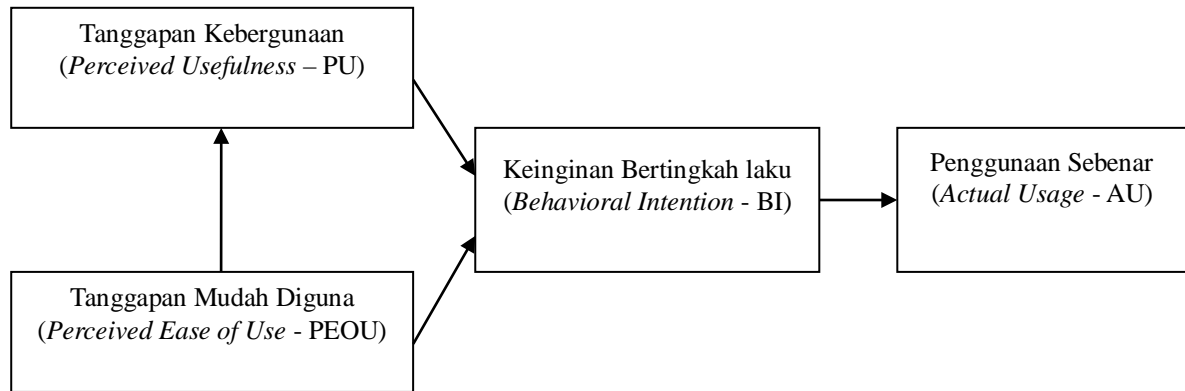 Tanggapan Kebergunaan
(Perceived Usefulness – PU)
Keinginan Bertingkah laku
(Behavioral Intention - BI)
Penggunaan Sebenar
(Actual Usage - AU)
Tanggapan Mudah Diguna
(Perceived Ease of Use - PEOU)